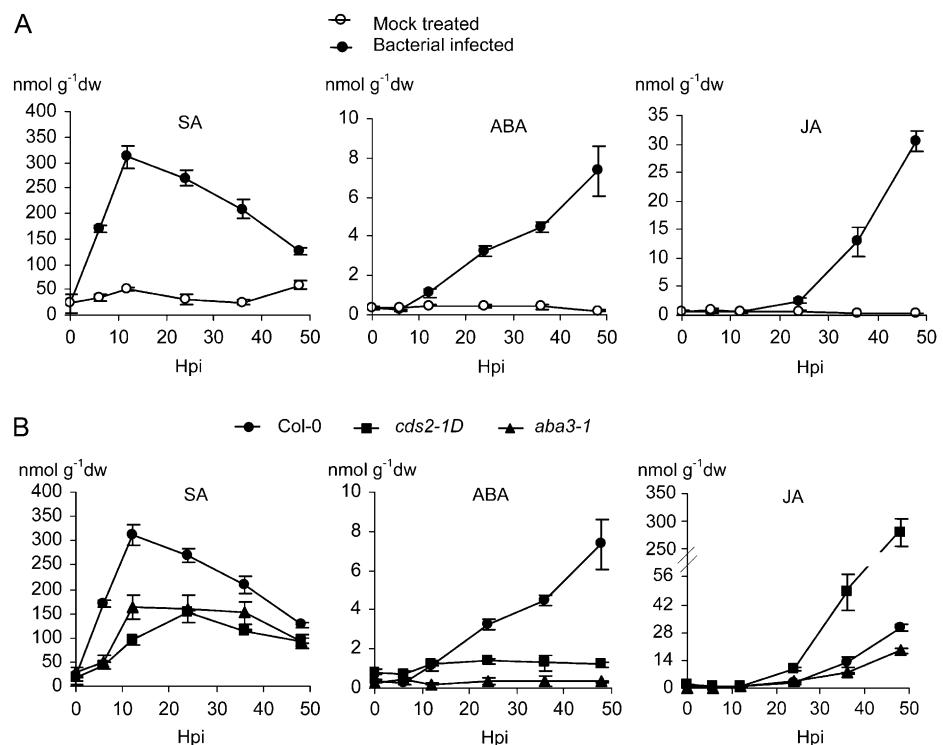 A
Mock treated
Bacterial infected
nmol g⁻¹dw
nmol g⁻¹dw
nmol g⁻¹dw
SA
ABA
JA
400
350
300
250
200
150
100
50
0
0 10 20 30 40 50
Hpi
10
8
6
4
2
0
0 10 20 30 40 50
Hpi
35
30
25
20
15
10
5
0
0 10 20 30 40 50
Hpi
B
Col-0 cds2-1D aba3-1
nmol g⁻¹dw
nmol g⁻¹dw
nmol g⁻¹dw
SA
ABA
JA
400
350
300
250
200
150
100
50
0
0 10 20 30 40 50
Hpi
10
8
6
4
2
0
0 10 20 30 40 50
Hpi
350
300
250
56
42
28
14
0
0 10 20 30 40 50
Hpi